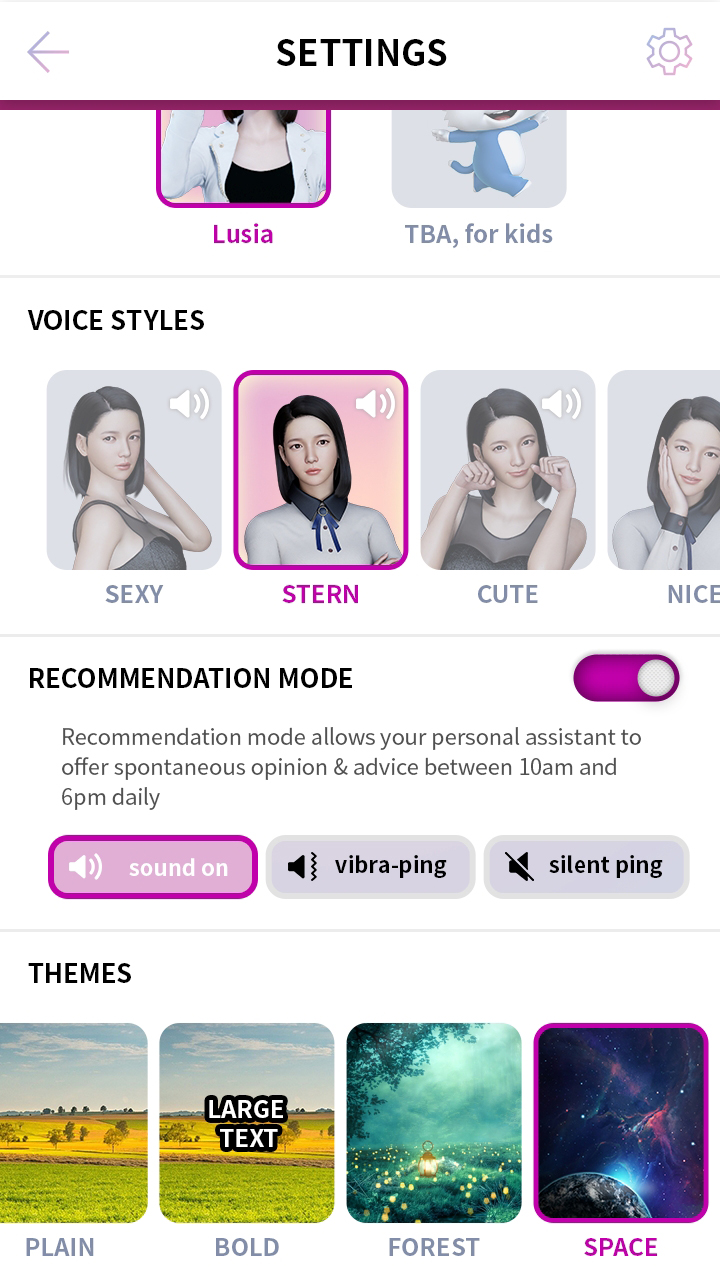 SETTINGS
Lusia
TBA, for kids
VOICE STYLES
SEXY
STERN
CUTE
NICE
RECOMMENDATION MODE
Recommendation mode allows your personal assistant to
offer spontaneous opinion & advice between 10am and
6pm daily
sound on
vibra-ping
silent ping
THEMES
LARGE
TEXT
PLAIN
BOLD
FOREST
SPACE